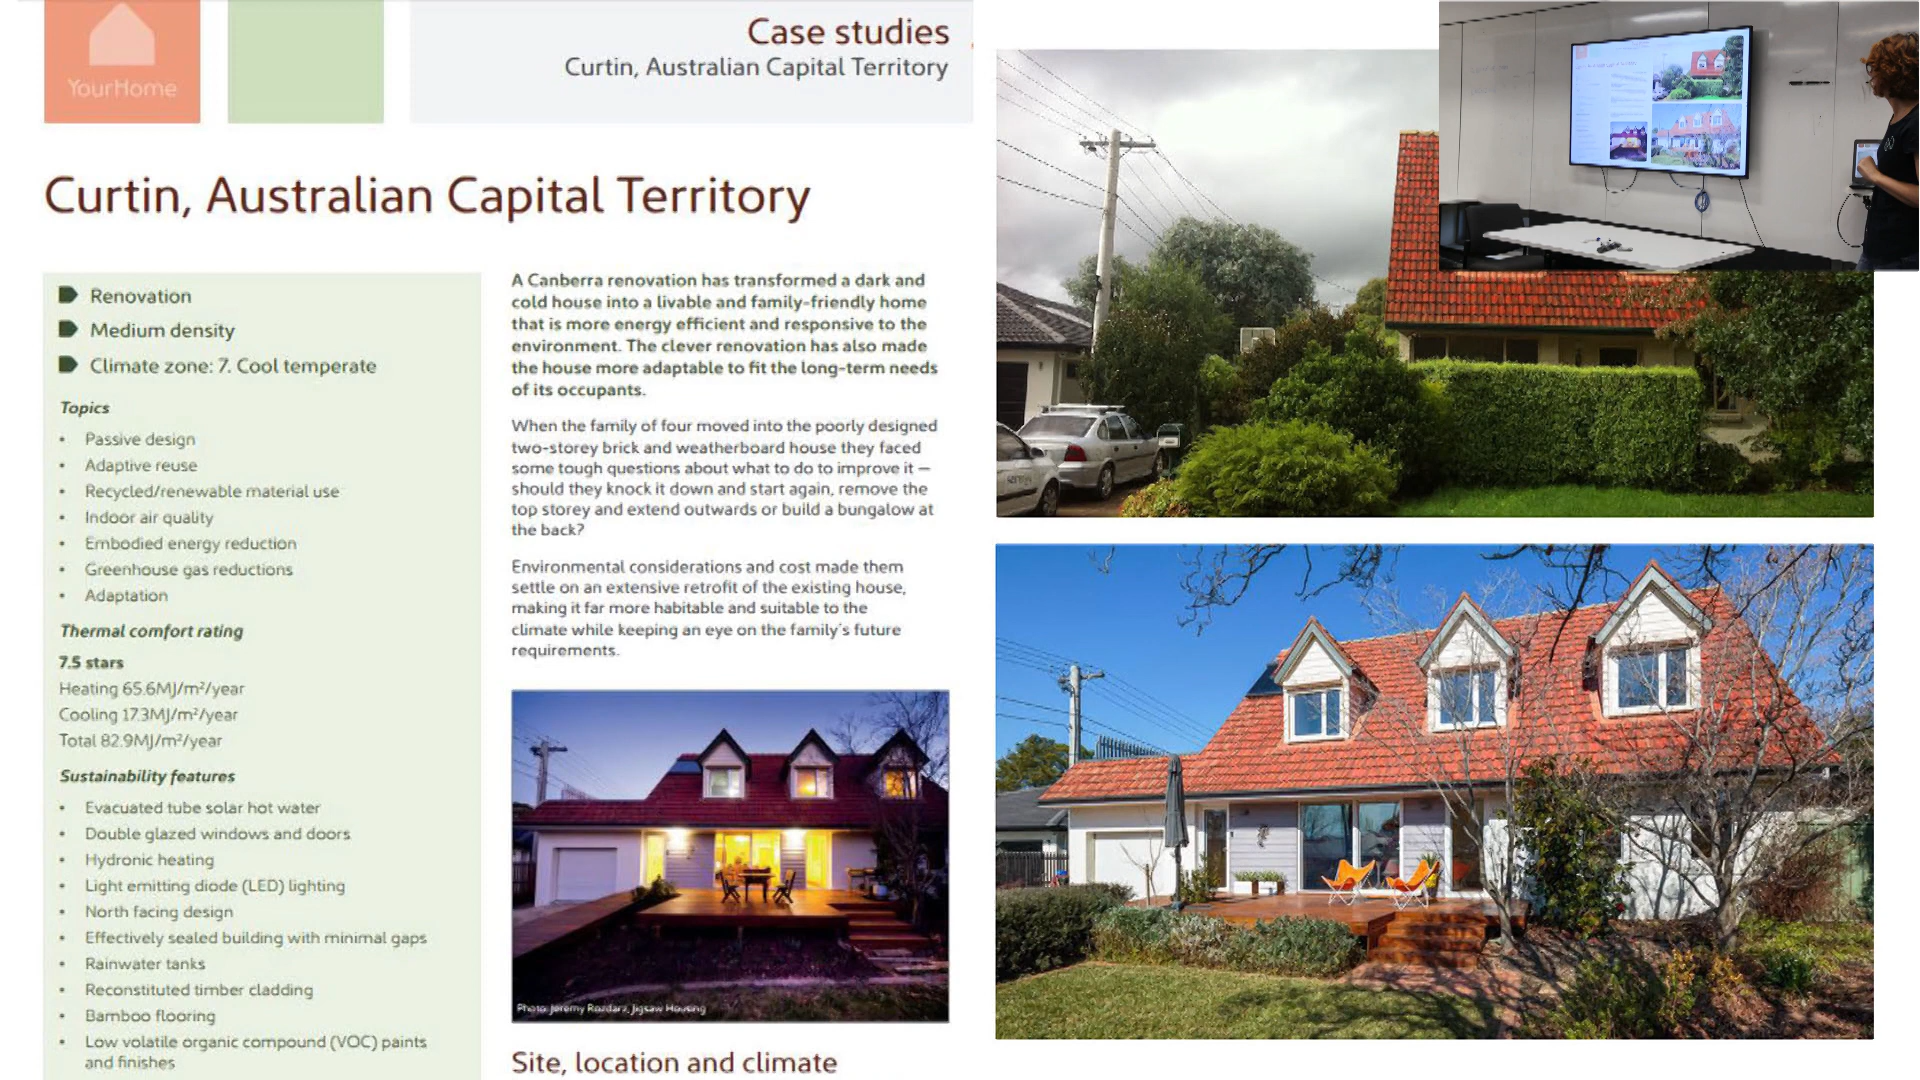 YourHome
Case studies
Curtin, Australian Capital Territory
Curtin, Australian Capital Territory
Renovation
Medium density
Climate zone: 7. Cool temperate
Topics
• Passive design
• Adaptive reuse
• Recycled/renewable material use
• Indoor air quality
• Embodied energy reduction
• Greenhouse gas reductions
• Adaptation
Thermal comfort rating
7.5 stars
Heating 65.6MJ/m²/year
Cooling 17.3MJ/m²/year
Total 82.9MJ/m²/year
Sustainability features
• Evacuated tube solar hot water
• Double glazed windows and doors
• Hydronic heating
• Light emitting diode (LED) lighting
• North facing design
• Effectively sealed building with minimal gaps
• Rainwater tanks
• Reconstituted timber cladding
• Bamboo flooring
• Low volatile organic compound (VOC) paints
and finishes
A Canberra renovation has transformed a dark and
cold house into a livable and family-friendly home
that is more energy efficient and responsive to the
environment. The clever renovation has also made
the house more adaptable to fit the long-term needs
of its occupants.
When the family of four moved into the poorly designed
two-storey brick and weatherboard house they faced
some tough questions about what to do to improve it —
should they knock it down and start again, remove the
top storey and extend outwards or build a bungalow at
the back?
Environmental considerations and cost made them
settle on an extensive retrofit of the existing house,
making it far more habitable and suitable to the
climate while keeping an eye on the family's future
requirements.
Photo: Jeremy Rozdarz, Jigsaw Housing
Site, location and climate